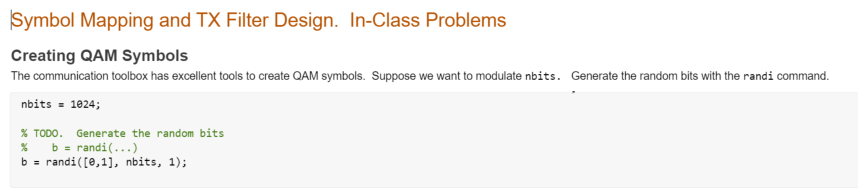 Symbol Mapping and TX Filter Design.  In-Class Problems
Creating QAM Symbols
The communication toolbox has excellent tools to create QAM symbols.  Suppose we want to modulate nbits.  Generate the random bits with the randi command.
nbits = 1024;
% TODO.  Generate the random bits
%    b = randi(...)
b = randi([0,1], nbits, 1);